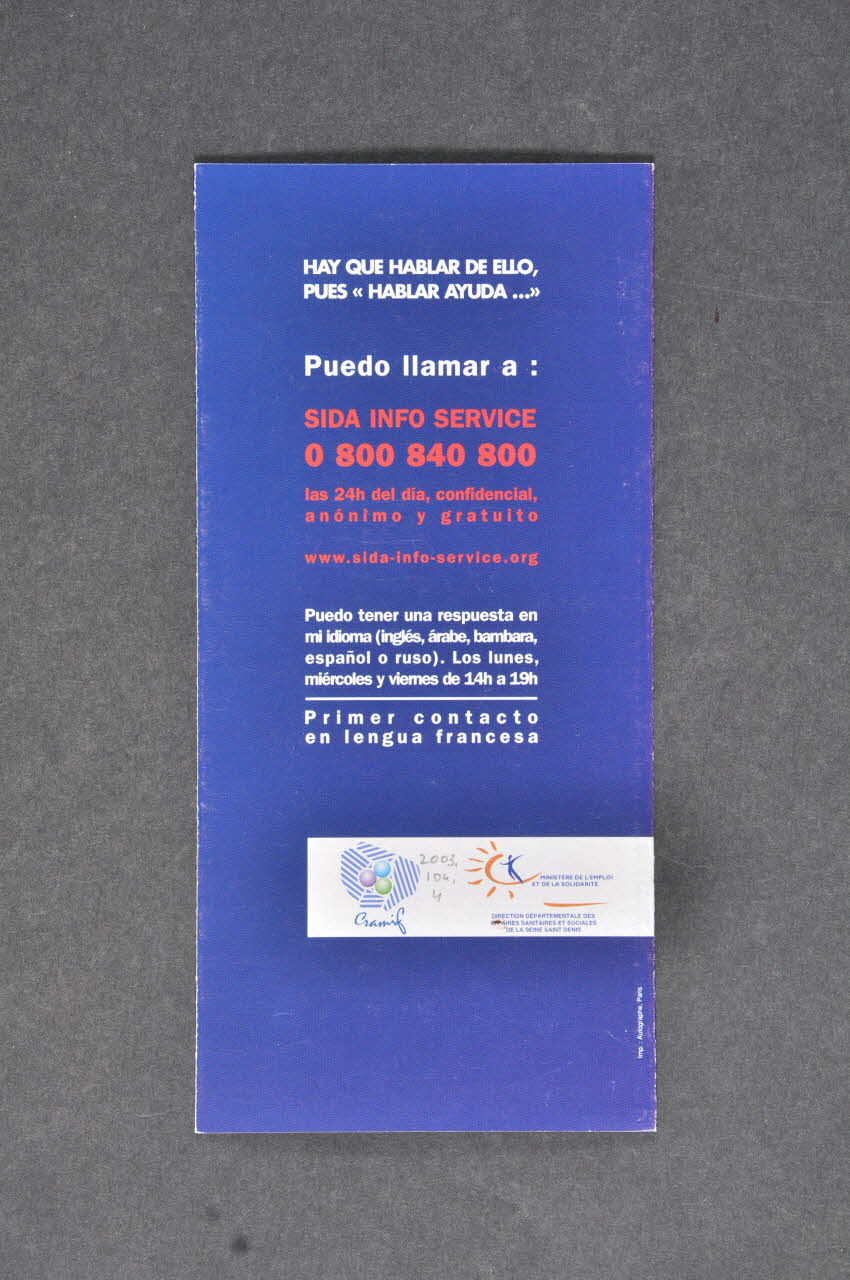 HAY QUE HABLAR DE ELLO,
PUES « HABLAR AYUDA ...»
Puedo llamar a :
SIDA INFO SERVICE
0 800 840 800
las 24h del día, confidencial,
anónimo y gratuito
www.sida-info-service.org
Puedo tener una respuesta en
mi idioma (inglés, árabe, bambara,
español o ruso). Los lunes,
miércoles y viernes de 14h a 19h
Primer contacto
en lengua francesa
Cramif
2003.
104.
4
MINISTÈRE DE L'EMPLOI
ET DE LA SOLIDARITÉ
DIRECTION DÉPARTEMENTALE DES
AFFAIRES SANITAIRES ET SOCIALES
DE LA SEINE SAINT DENIS
Imp. : Autographe, Paris